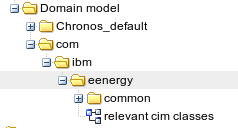 Domain model
Chronos_default
com
ibm
eenergy
common
relevant cim classes